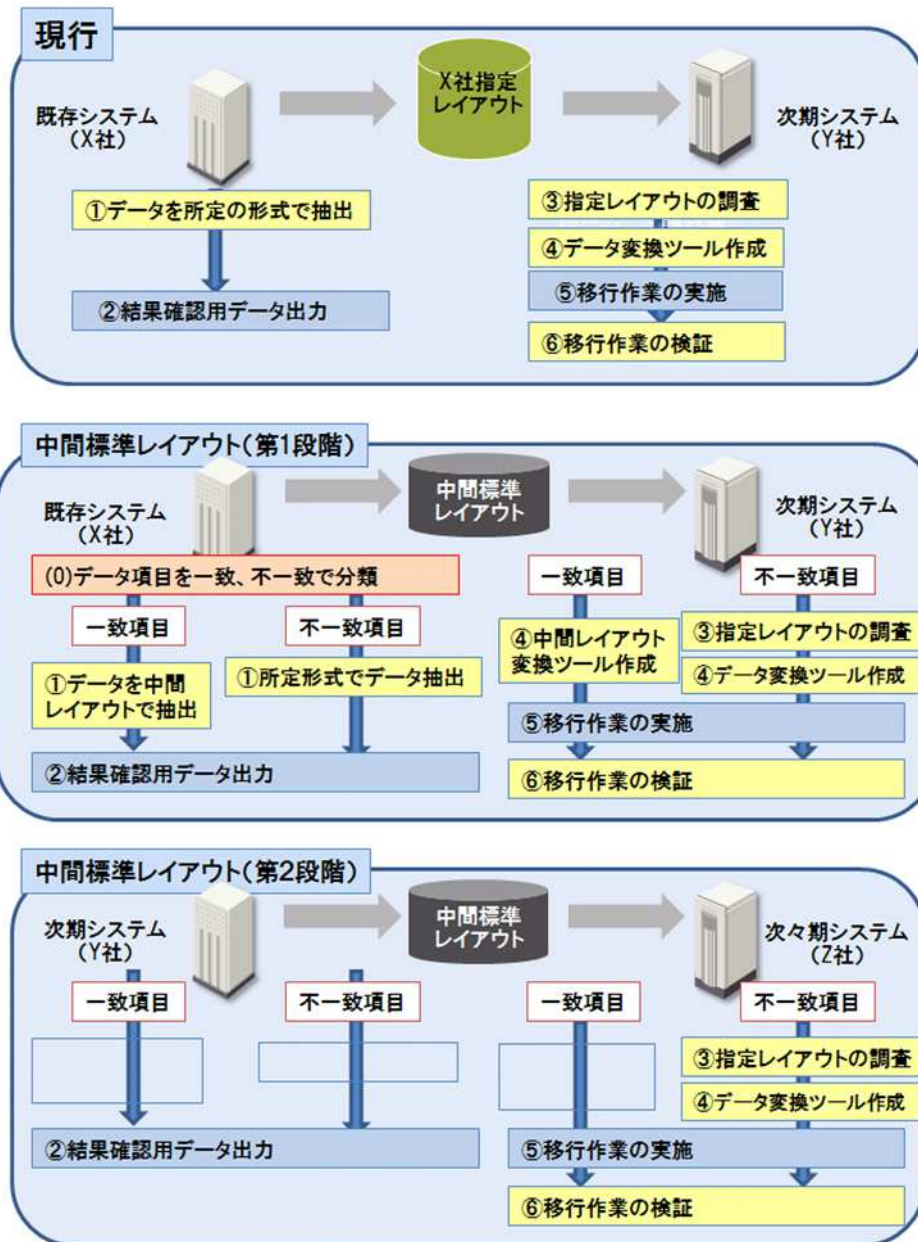 現行
既存システム
(X社)
X社指定
レイアウト
次期システム
(Y社)
①データを所定の形式で抽出
②結果確認用データ出力
③指定レイアウトの調査
④データ変換ツール作成
⑤移行作業の実施
⑥移行作業の検証
中間標準レイアウト(第1段階)
既存システム
(X社)
中間標準
レイアウト
次期システム
(Y社)
(0)データ項目を一致、不一致で分類
一致項目
不一致項目
①データを中間
レイアウトで抽出
①所定形式でデータ抽出
②結果確認用データ出力
一致項目
不一致項目
④中間レイアウト
変換ツール作成
③指定レイアウトの調査
④データ変換ツール作成
⑤移行作業の実施
⑥移行作業の検証
中間標準レイアウト(第2段階)
次期システム
(Y社)
中間標準
レイアウト
次々期システム
(Z社)
一致項目
不一致項目
②結果確認用データ出力
一致項目
不一致項目
③指定レイアウトの調査
④データ変換ツール作成
⑤移行作業の実施
⑥移行作業の検証